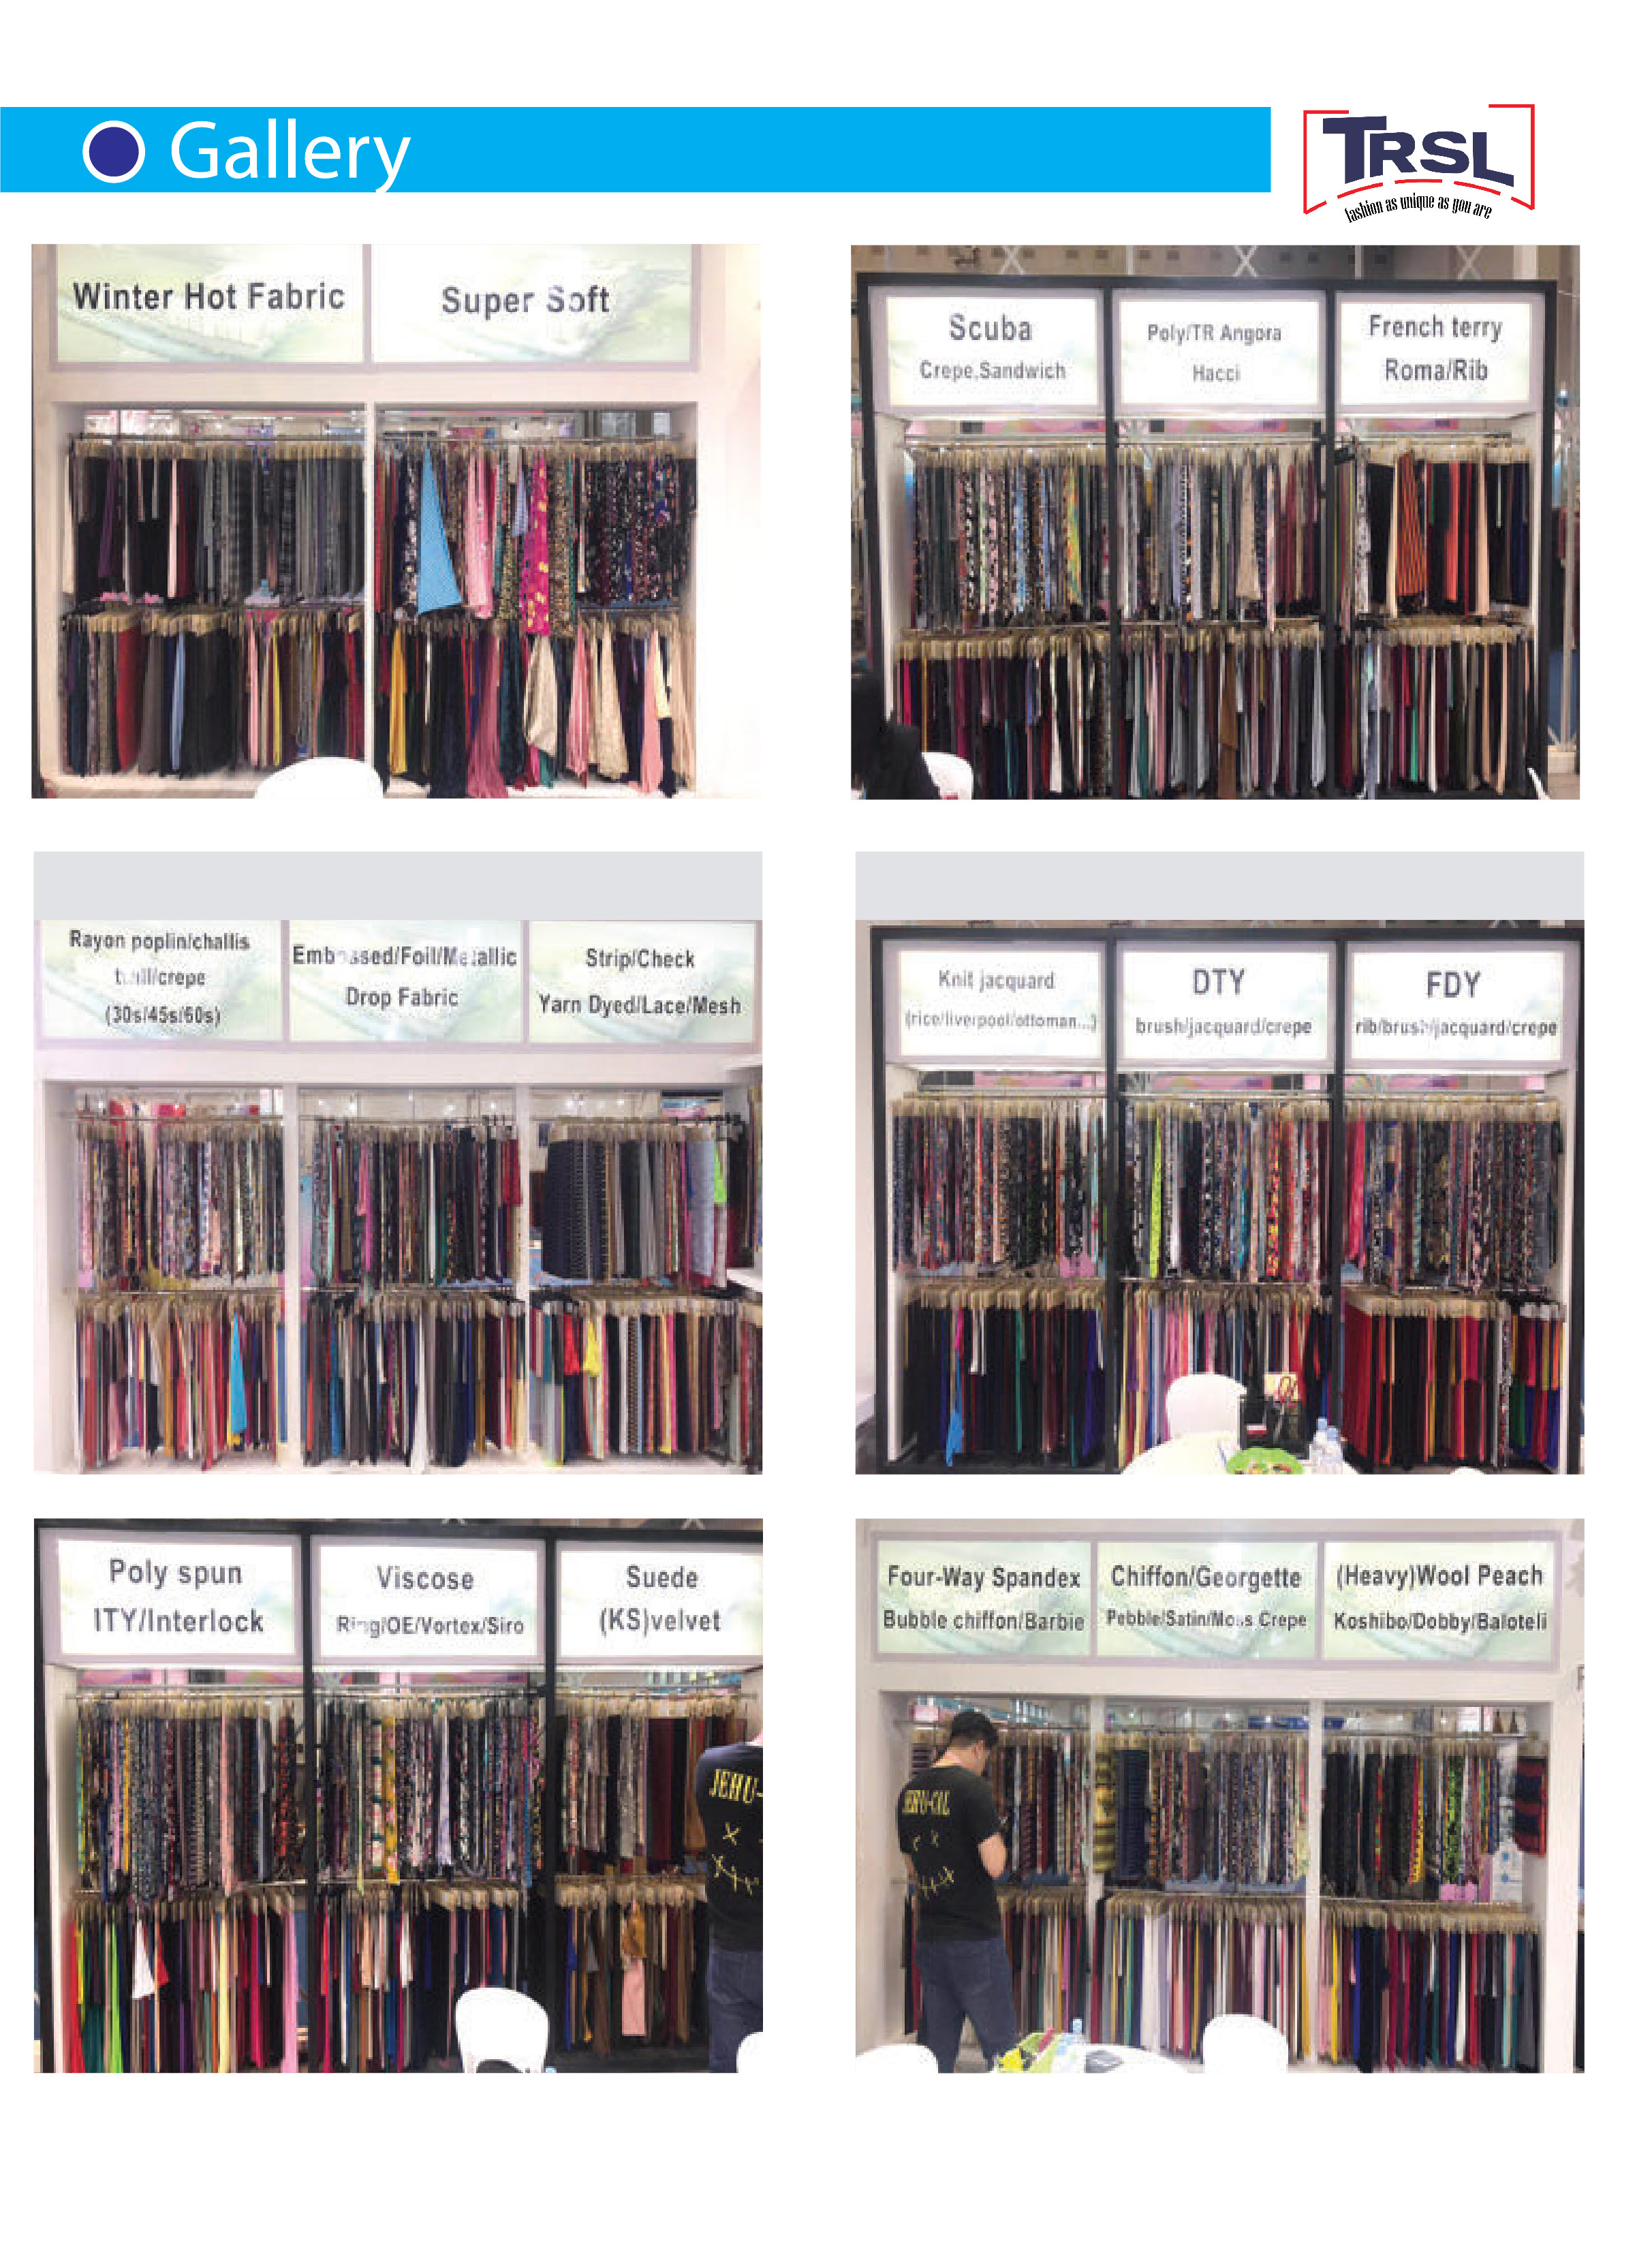 Gallery
TRSL
fashion as unique as you are
Winter Hot Fabric
Super Soft
Scuba
Crepe,Sandwich
Poly/TR Angora
Hacci
French terry
Roma/Rib
Rayon poplin/challis
twill/crepe
(30s/45s/60s)
Embossed/Foil/Metallic
Drop Fabric
Strip/Check
Yarn Dyed/Lace/Mesh
Knit jacquard
(rice/liverpool/ottoman...)
DTY
brush/jacquard/crepe
FDY
rib/brush/jacquard/crepe
Poly spun
ITY/Interlock
Viscose
Ring/OE/Vortex/Siro
Suede
(KS)velvet
JEHU-
Four-Way Spandex
Bubble chiffon/Barbie
Chiffon/Georgette
Pebble/Satin/Moss Crepe
(Heavy)Wool Peach
Koshibo/Dobby/Baloteli